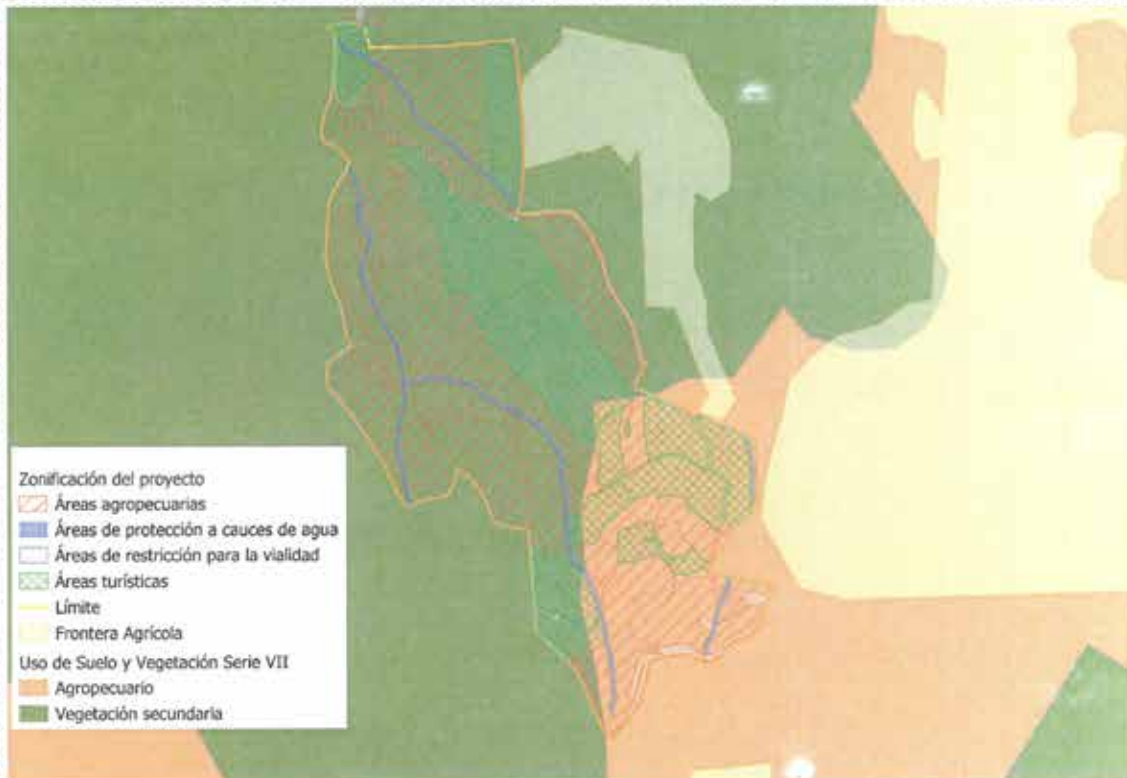 Zonificación del proyecto
Áreas agropecuarias
Áreas de protección a cauces de agua
Áreas de restricción para la vialidad
Áreas turísticas
Límite
Frontera Agrícola
Uso de Suelo y Vegetación Serie VII
Agropecuario
Vegetación secundaria